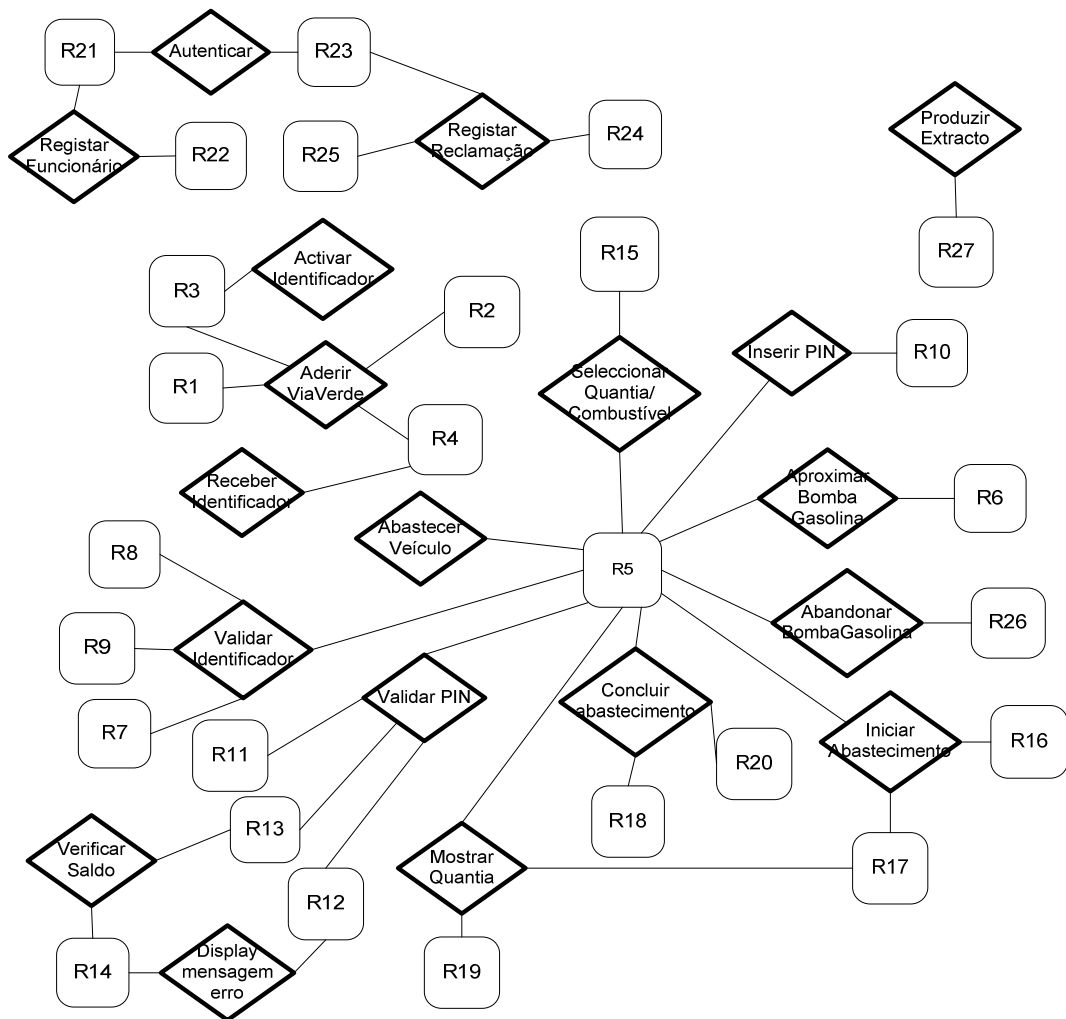 R21
Autenticar
R23
Registar
Funcionário
R22
R25
Registar
Reclamação
R24
Produzir
Extracto
R27
R3
Activar
Identificador
R2
R1
Aderir
ViaVerde
R4
Receber
Identificador
R15
Seleccionar
Quantia/
Combustível
Inserir PIN
R10
Aproximar
Bomba
Gasolina
R6
Abastecer
Veículo
R5
R8
R9
Validar
Identificador
R7
Abandonar
BombaGasolina
R26
Validar PIN
R11
Concluir
abastecimento
R20
R18
Iniciar
Abastecimento
R16
R13
Verificar
Saldo
R12
Mostrar
Quantia
R17
R14
Display
mensagem
erro
R19